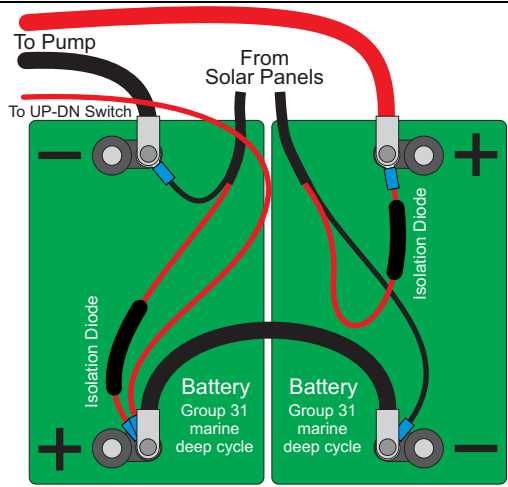 To Pump
From
Solar Panels
To UP-DN Switch
−
+
Isolation Diode
Isolation Diode
Battery
Group 31
marine
deep cycle
Battery
Group 31
marine
deep cycle
+
−